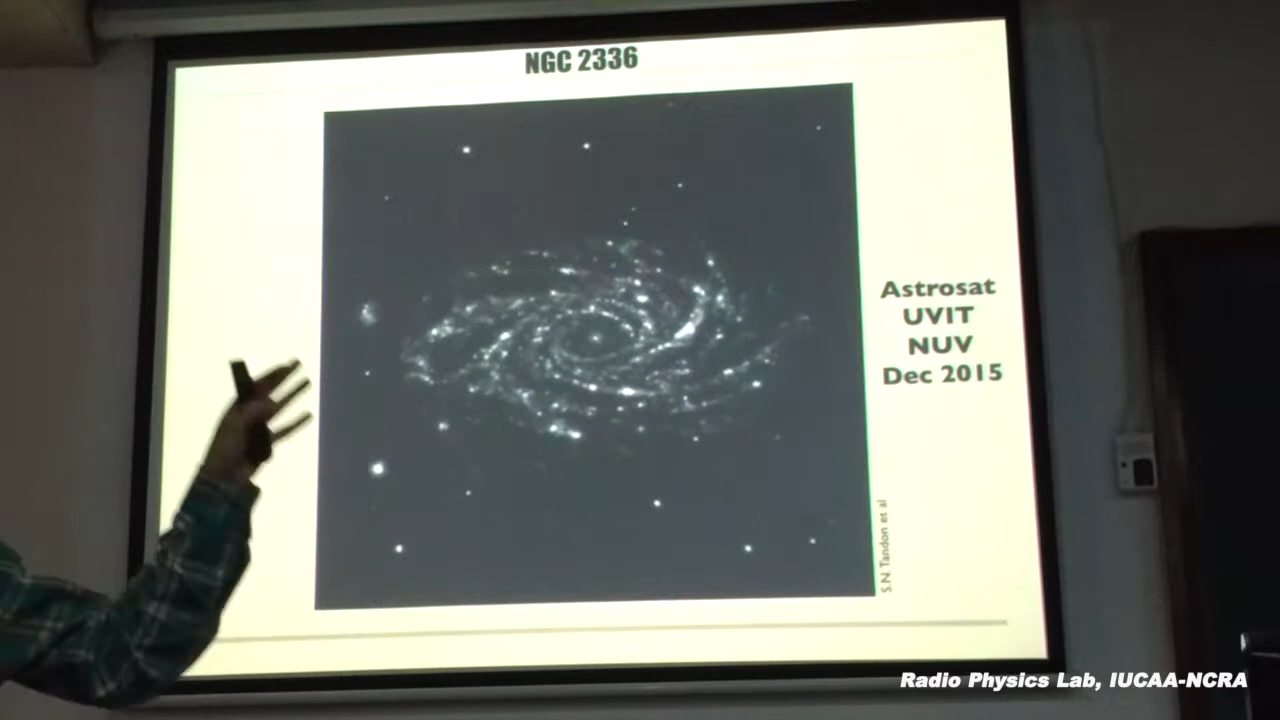 NGC 2336
Astrosat
UVIT
NUV
Dec 2015
S.N Tandon et al
Radio Physics Lab, IUCAA-NCRA